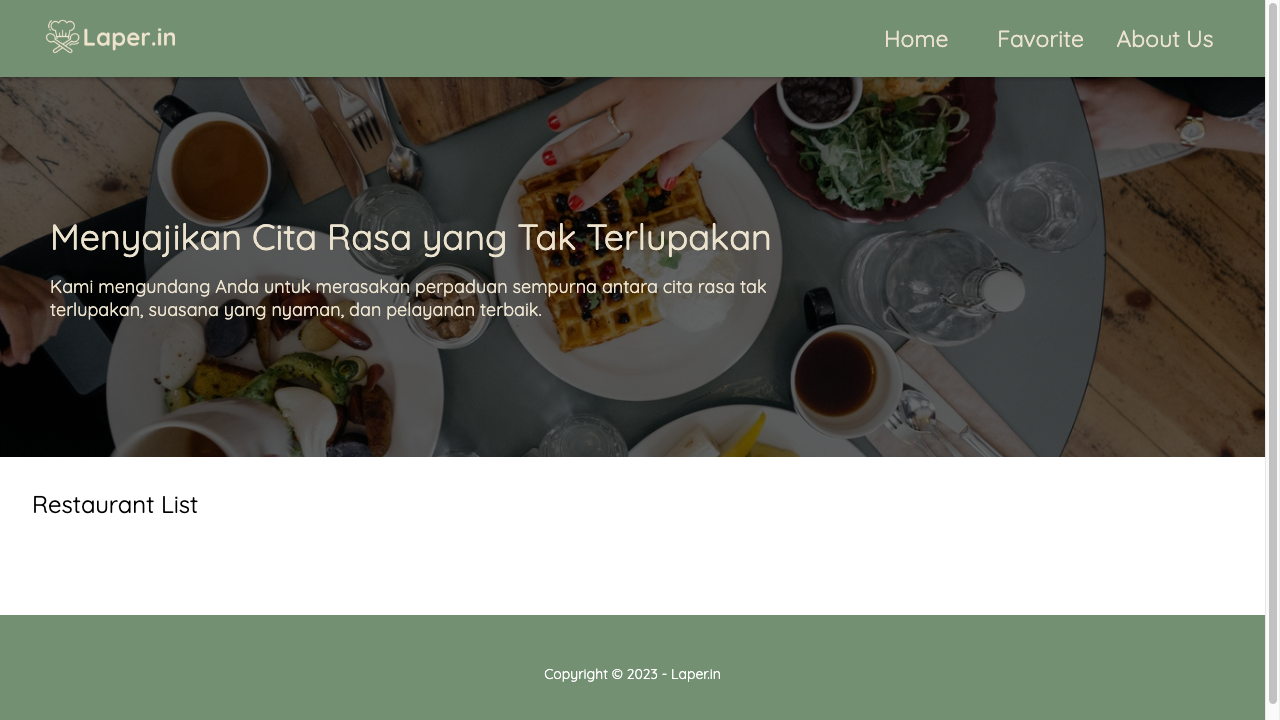 Laper.in
Home Favorite About Us
Menyajikan Cita Rasa yang Tak Terlupakan
Kami mengundang Anda untuk merasakan perpaduan sempurna antara cita rasa tak
terlupakan, suasana yang nyaman, dan pelayanan terbaik.
Restaurant List
Copyright © 2023 - Laper.in